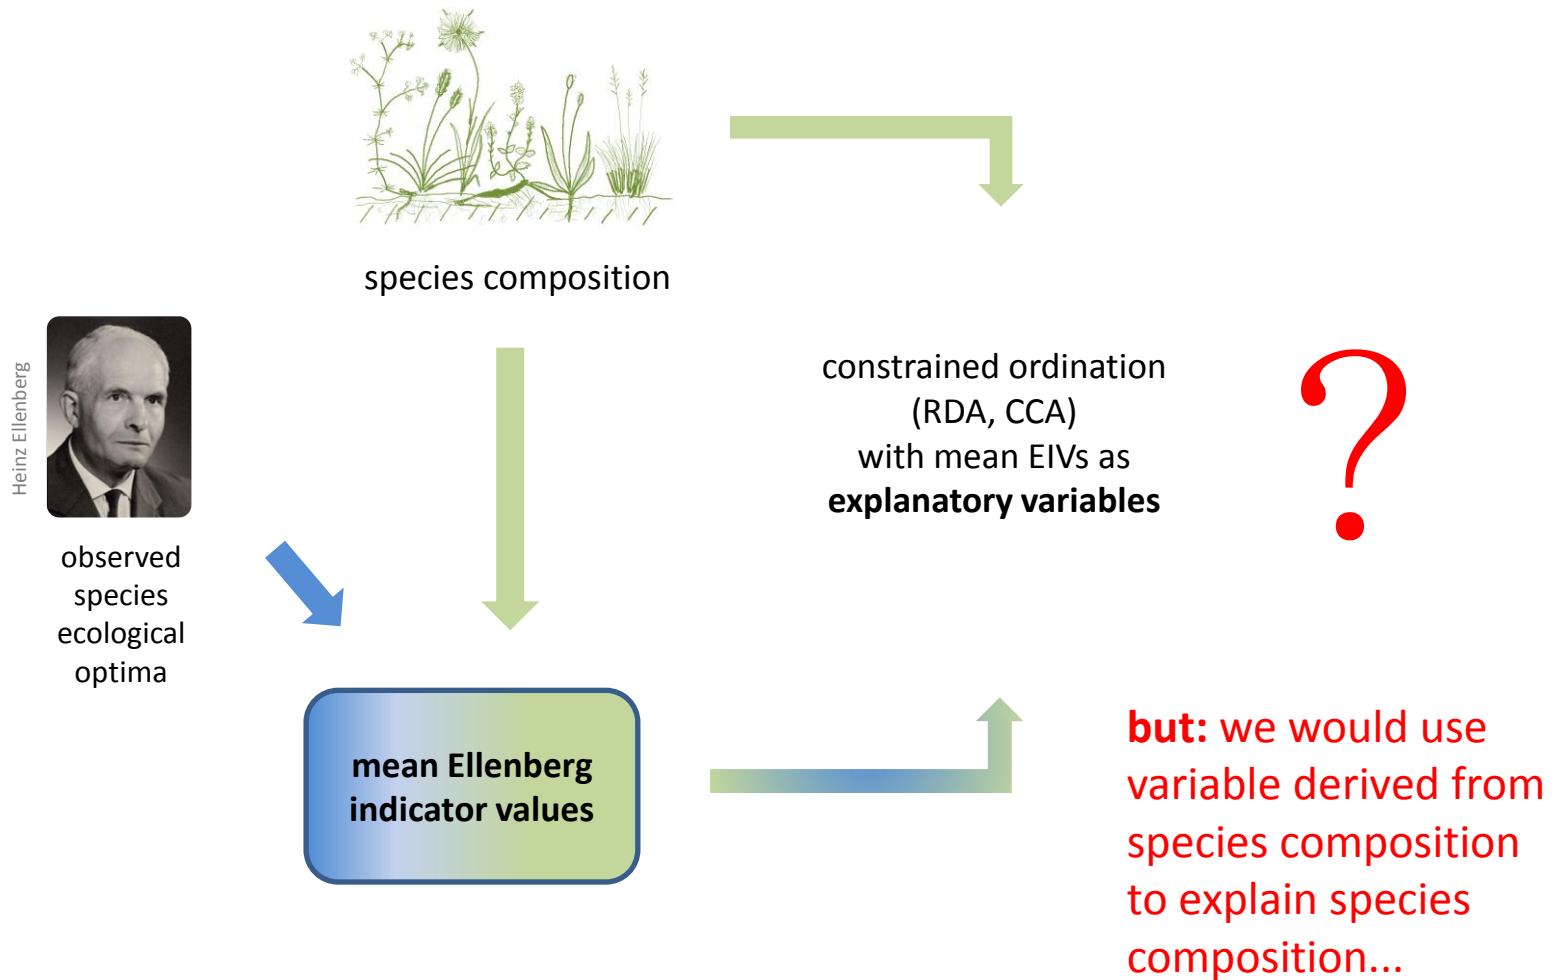 species composition
Heinz Ellenberg
observed
species
ecological
optima
constrained ordination
(RDA, CCA)
with mean EIVs as
explanatory variables
?
mean Ellenberg
indicator values
but: we would use
variable derived from
species composition
to explain species
composition...